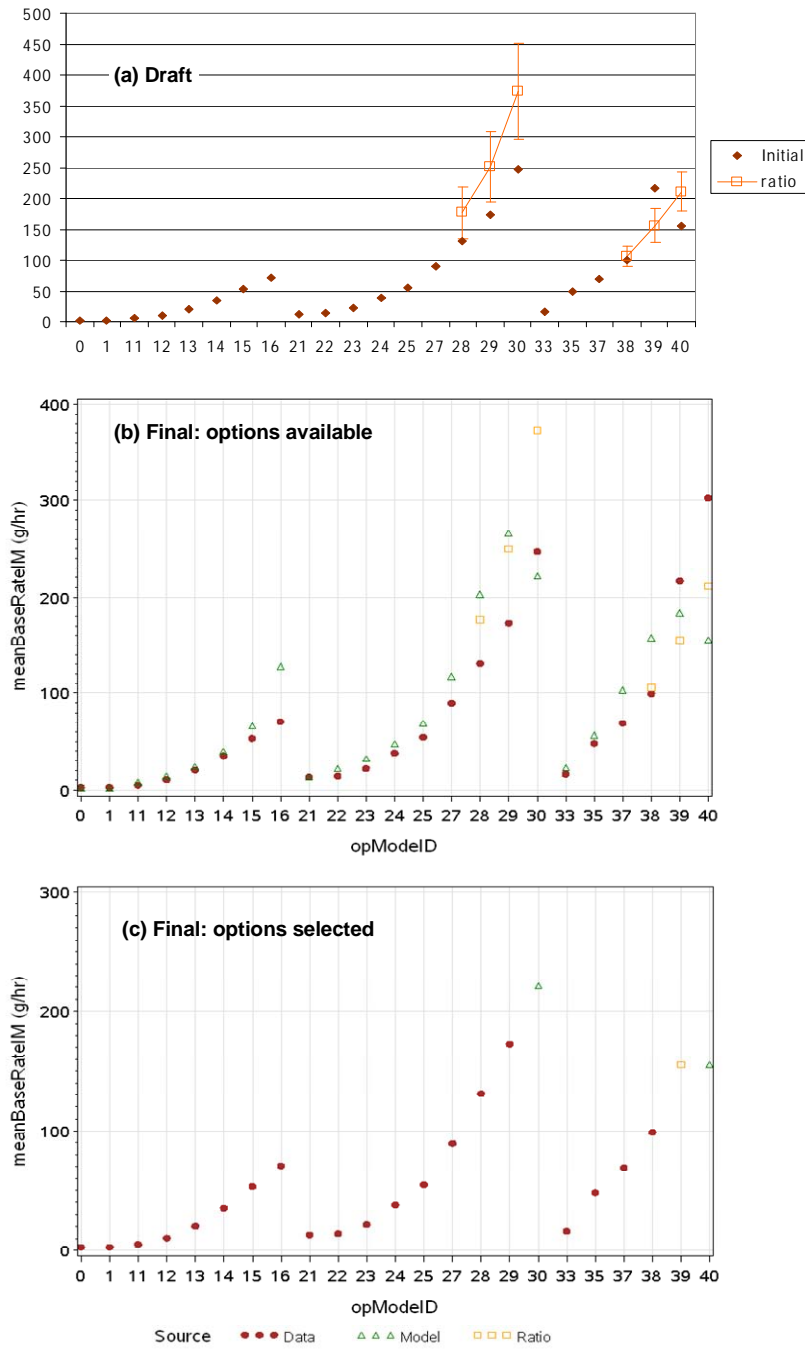 500
450
400
350
300
250
200
150
100
50
0
(a) Draft
0 1 11 12 13 14 15 16 21 22 23 24 25 27 28 29 30 33 35 37 38 39 40
Initial
ratio
400
300
200
100
0
meanBaseRateIM (g/hr)
(b) Final: options available
0 1 11 12 13 14 15 16 21 22 23 24 25 27 28 29 30 33 35 37 38 39 40
opModelD
300
200
100
0
meanBaseRateIM (g/hr)
(c) Final: options selected
0 1 11 12 13 14 15 16 21 22 23 24 25 27 28 29 30 33 35 37 38 39 40
opModelD
Source Data Model Ratio